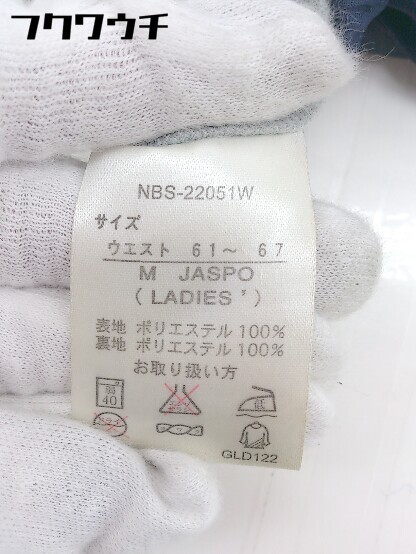 フクワウチ
NBS-22051W
サイズ
ウエスト 61～ 67
M JASPO
( LADIES' )
表地 ポリエステル 100%
裏地 ポリエステル 100%
お取り扱い方
弱
40
GLD122